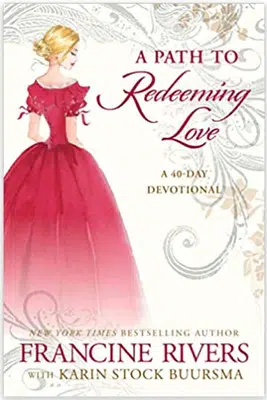 A PATH TO
Redeeming
Love
A 40-DAY
DEVOTIONAL
NEW YORK TIMES BESTSELLING AUTHOR
FRANCINE RIVERS
WITH KARIN STOCK BUURSMA